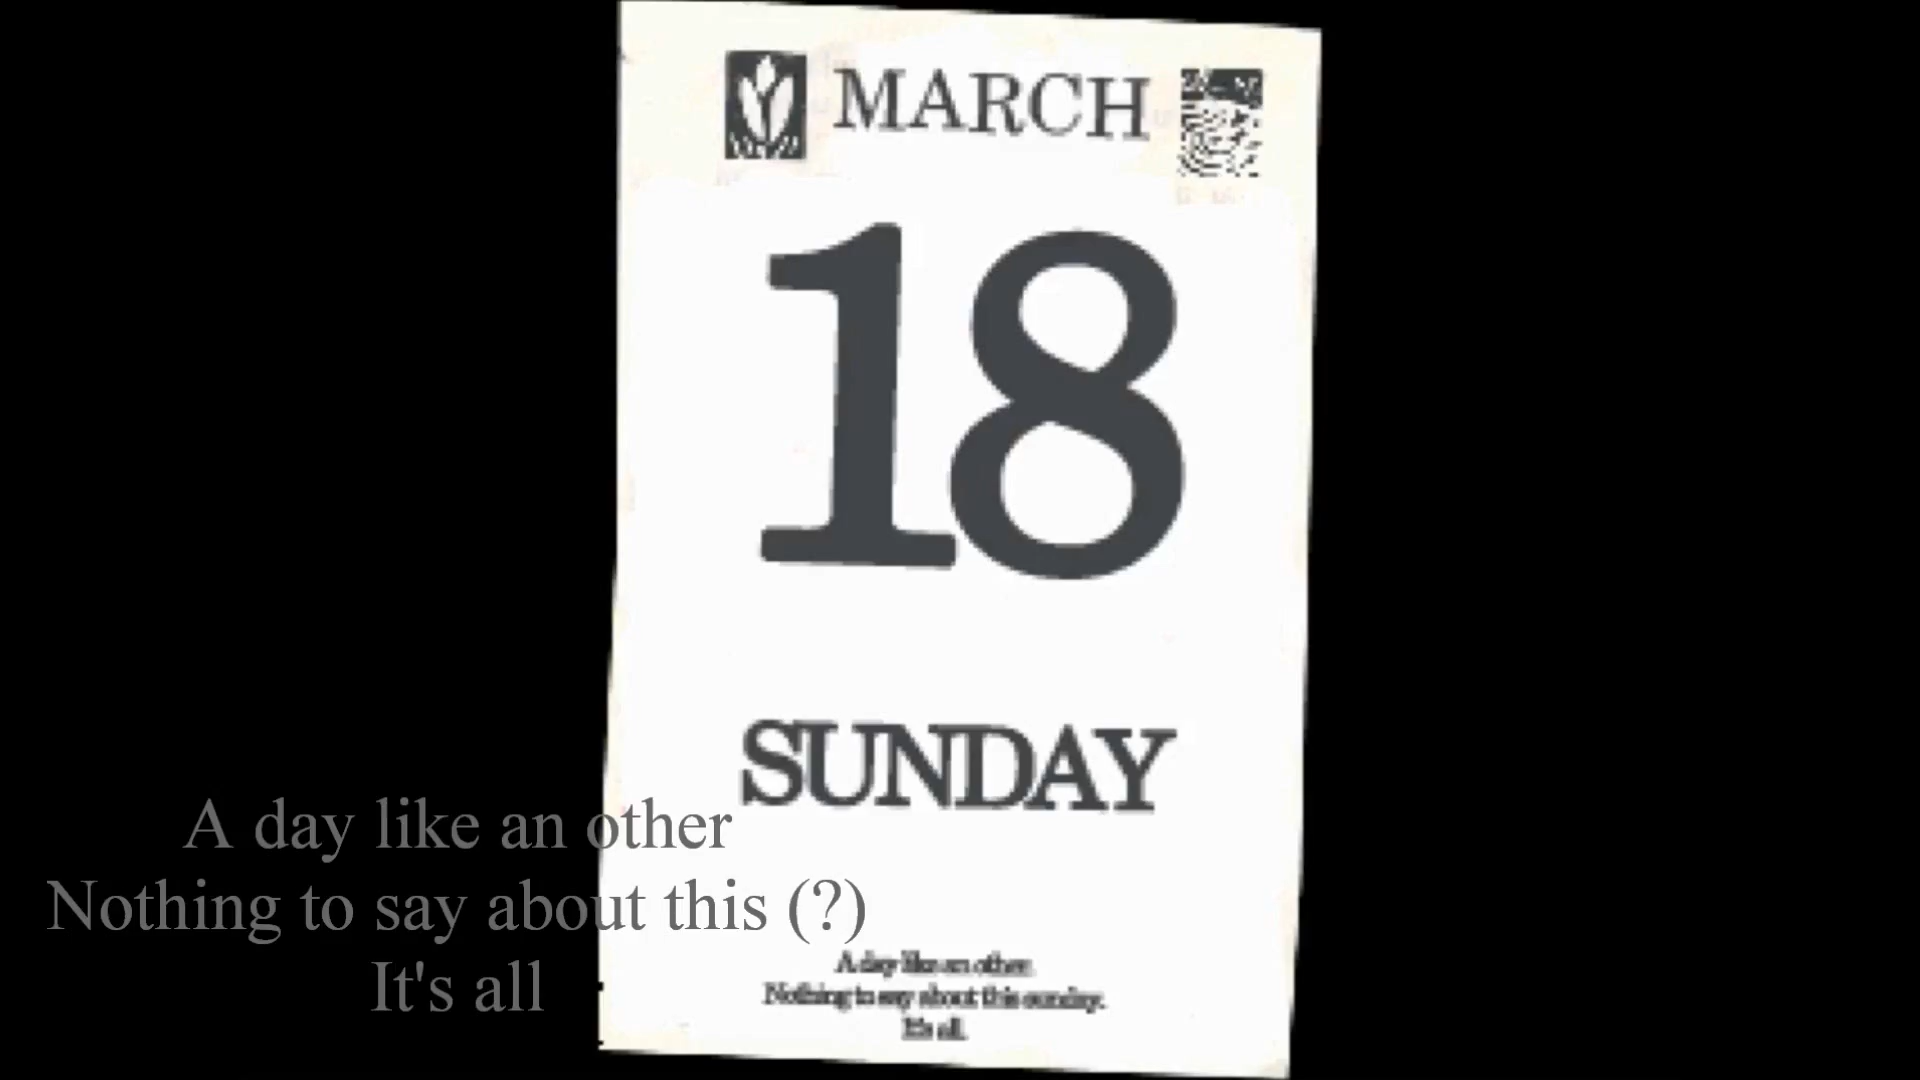 MARCH
18
SUNDAY
A day like an other
Nothing to say about this (?)
It's all
A day like an other.
Nothing to say about this sunday.
It's all.